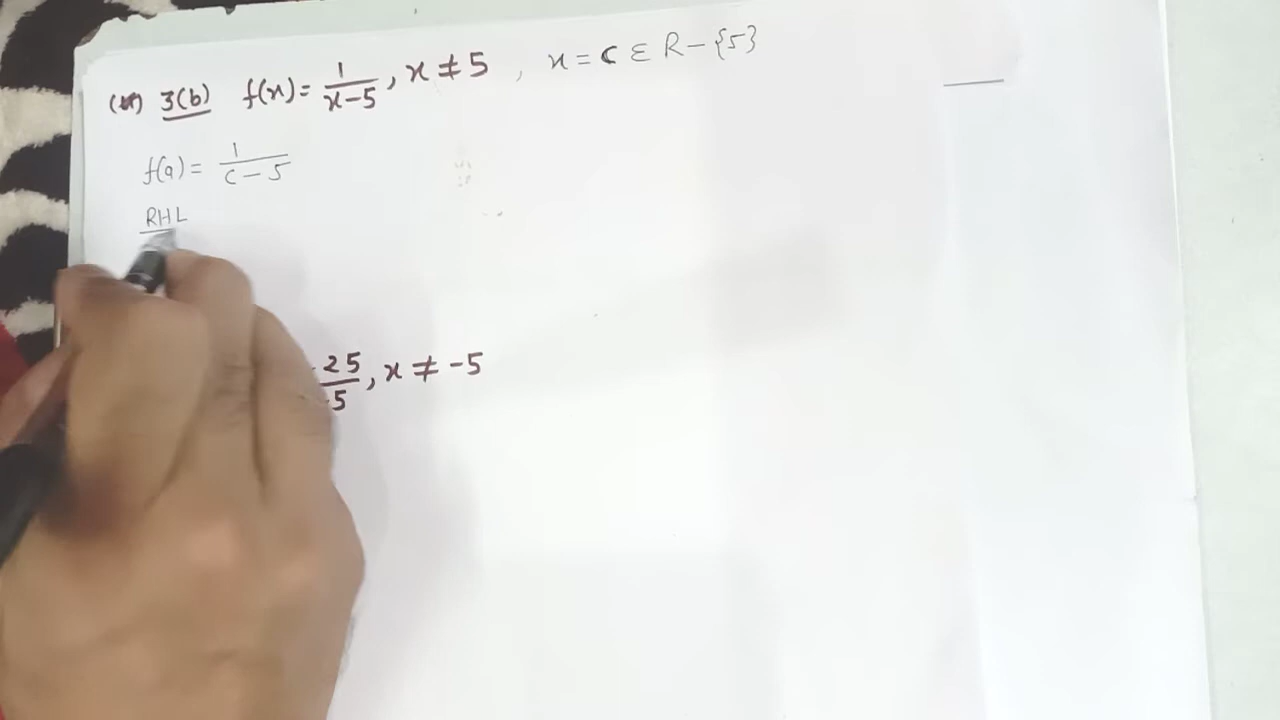 3(b) f(x) = 1/(x-5), x ≠ 5 , x = c ε R - {5}
f(a) = 1/(c-5)
RHL
25/5, x ≠ -5